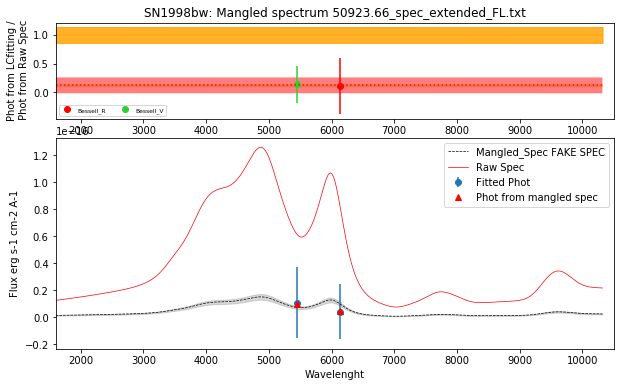 SN1998bw: Mangled spectrum 50923.66_spec_extended_FL.txt
Phot from LCfitting /
Phot from Raw Spec
1.0
0.5
0.0
Bessell_R
Bessell_V
2000 3000 4000 5000 6000 7000 8000 9000 10000
1e−16
Flux erg s-1 cm-2 A-1
1.2
1.0
0.8
0.6
0.4
0.2
0.0
−0.2
Mangled_Spec FAKE SPEC
Raw Spec
Fitted Phot
Phot from mangled spec
2000 3000 4000 5000 6000 7000 8000 9000 10000
Wavelenght